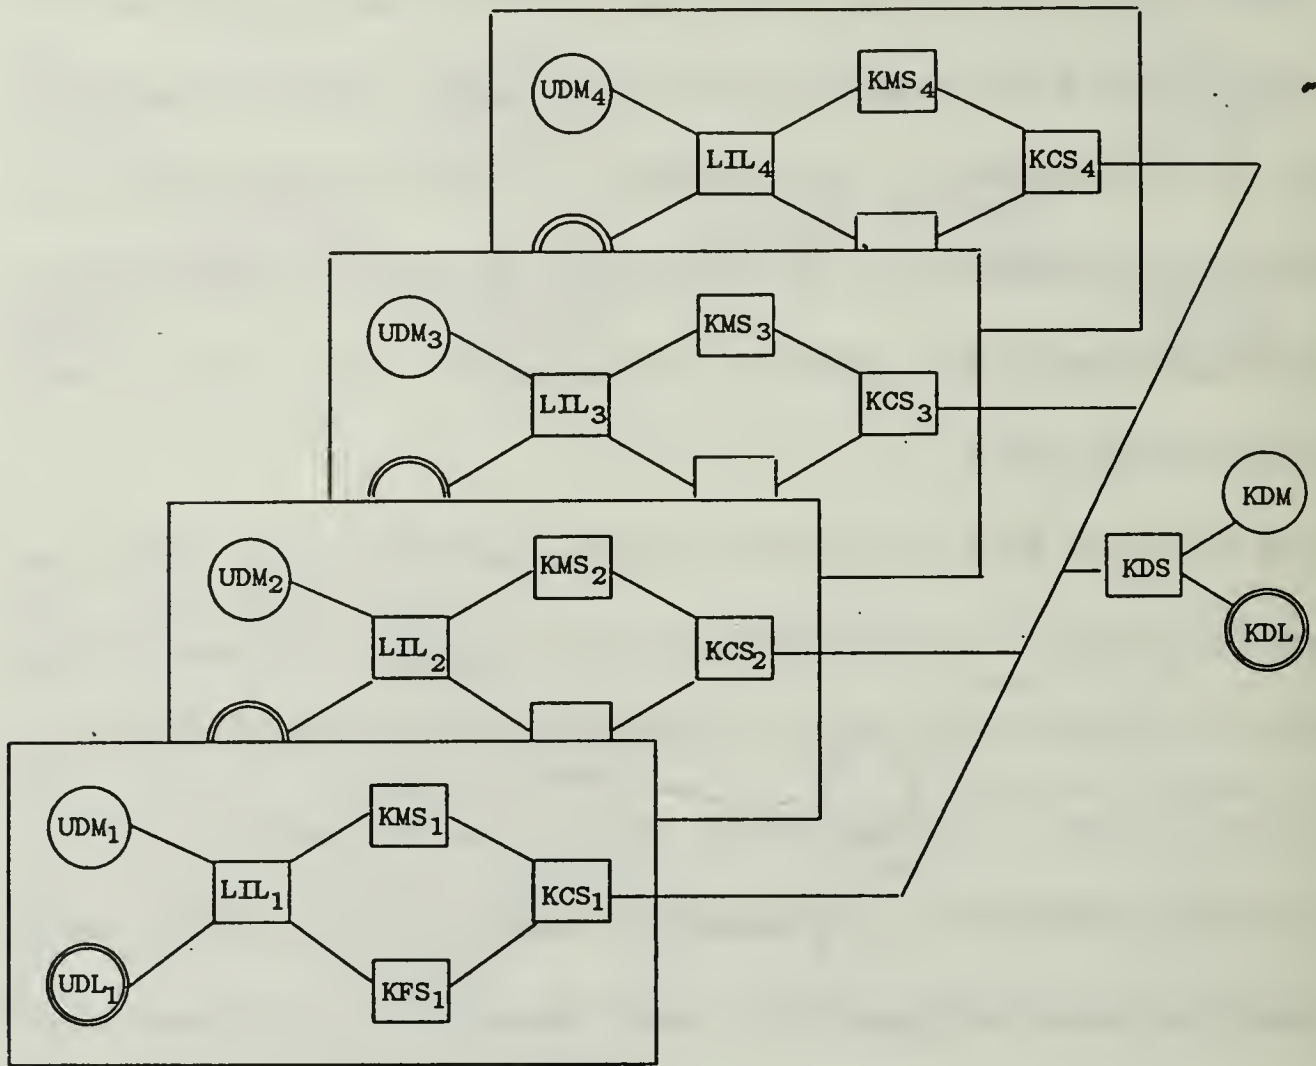 UDM₄
KMS₄
LIL₄
KCS₄
UDM₃
KMS₃
LIL₃
KCS₃
KDM
KDS
KDL
UDM₂
KMS₂
LIL₂
KCS₂
UDM₁
KMS₁
LIL₁
KCS₁
UDL₁
KFS₁